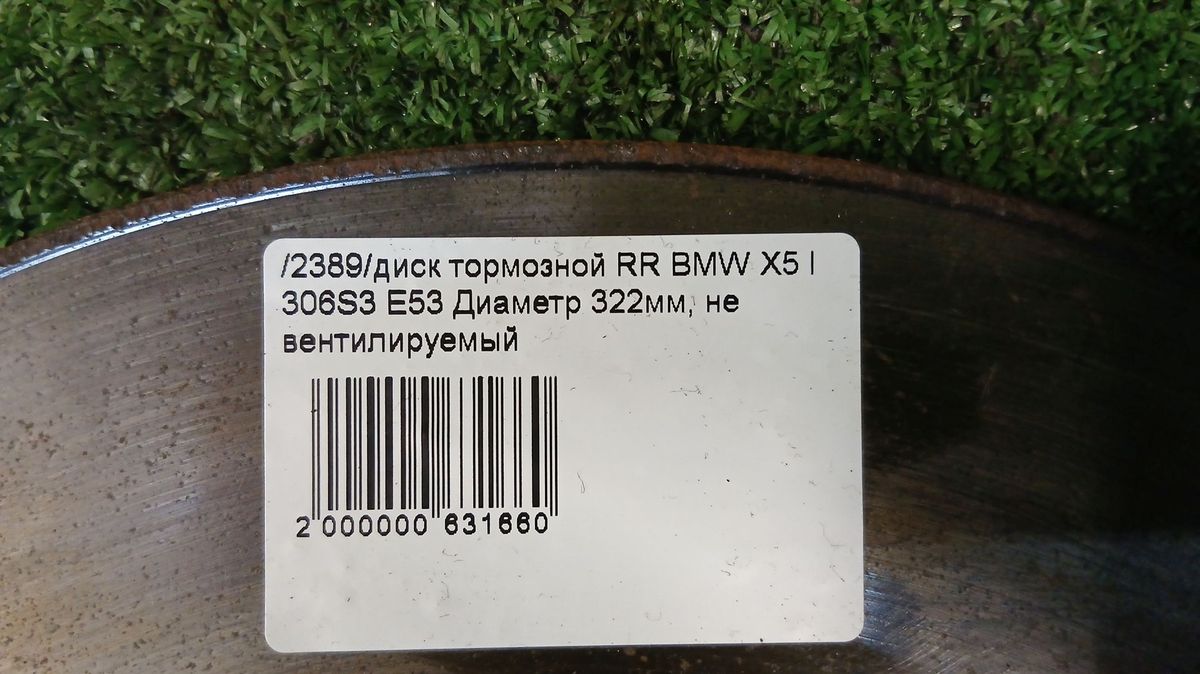 /2389/диск тормозной RR BMW X5 I
306S3 E53 Диаметр 322мм, не
вентилируемый
2 000000 631660